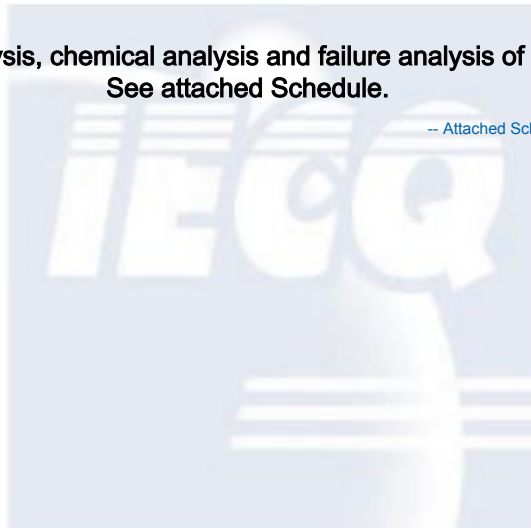 ysis, chemical analysis and failure analysis of
See attached Schedule.
-- Attached Sch
IECQ